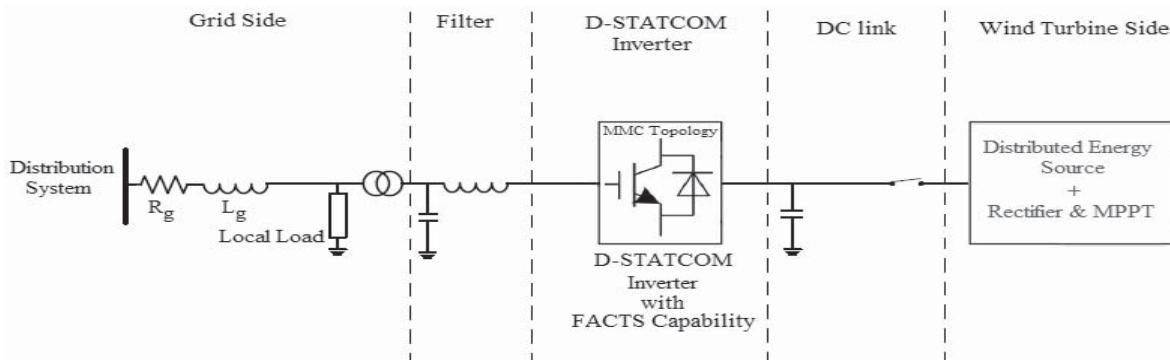 Grid Side
Filter
D-STATCOM
Inverter
DC link
Wind Turbine Side
MMC Topology
Distribution
System
Rg
Lg
Local Load
Distributed Energy
Source
+
Rectifier & MPPT
D-STATCOM
Inverter
with
FACTS Capability